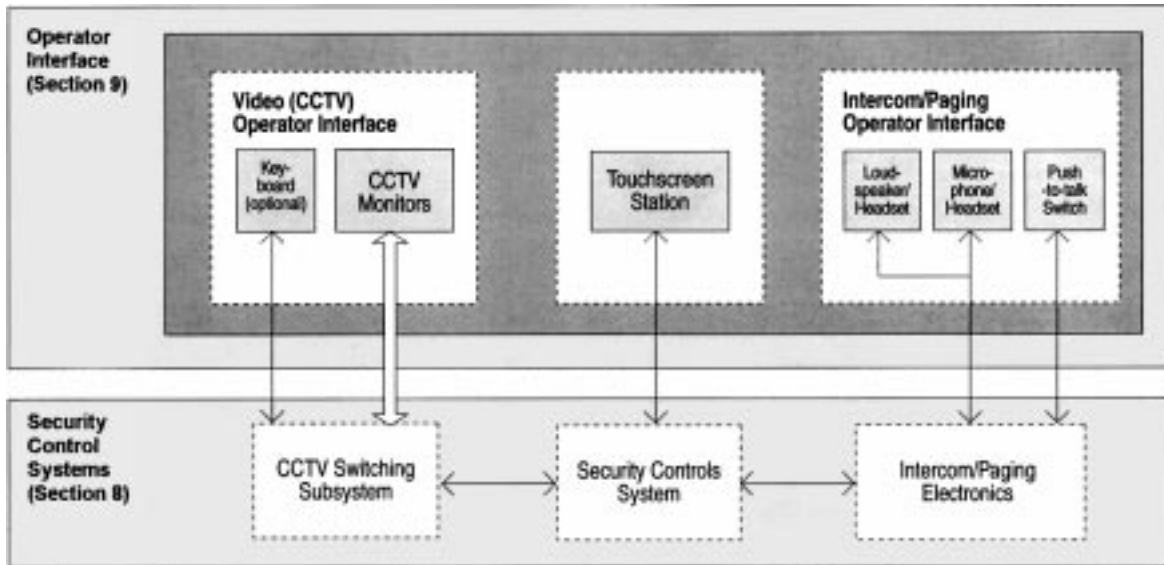 Operator
Interface
(Section 9)
Video (CCTV)
Operator Interface
Key-
board
(optional)
CCTV
Monitors
Touchscreen
Station
Intercom/Paging
Operator Interface
Loud-
speaker/
Headset
Micro-
phone/
Headset
Push
-to-talk
Switch
Security
Control
Systems
(Section 8)
CCTV Switching
Subsystem
Security Controls
System
Intercom/Paging
Electronics